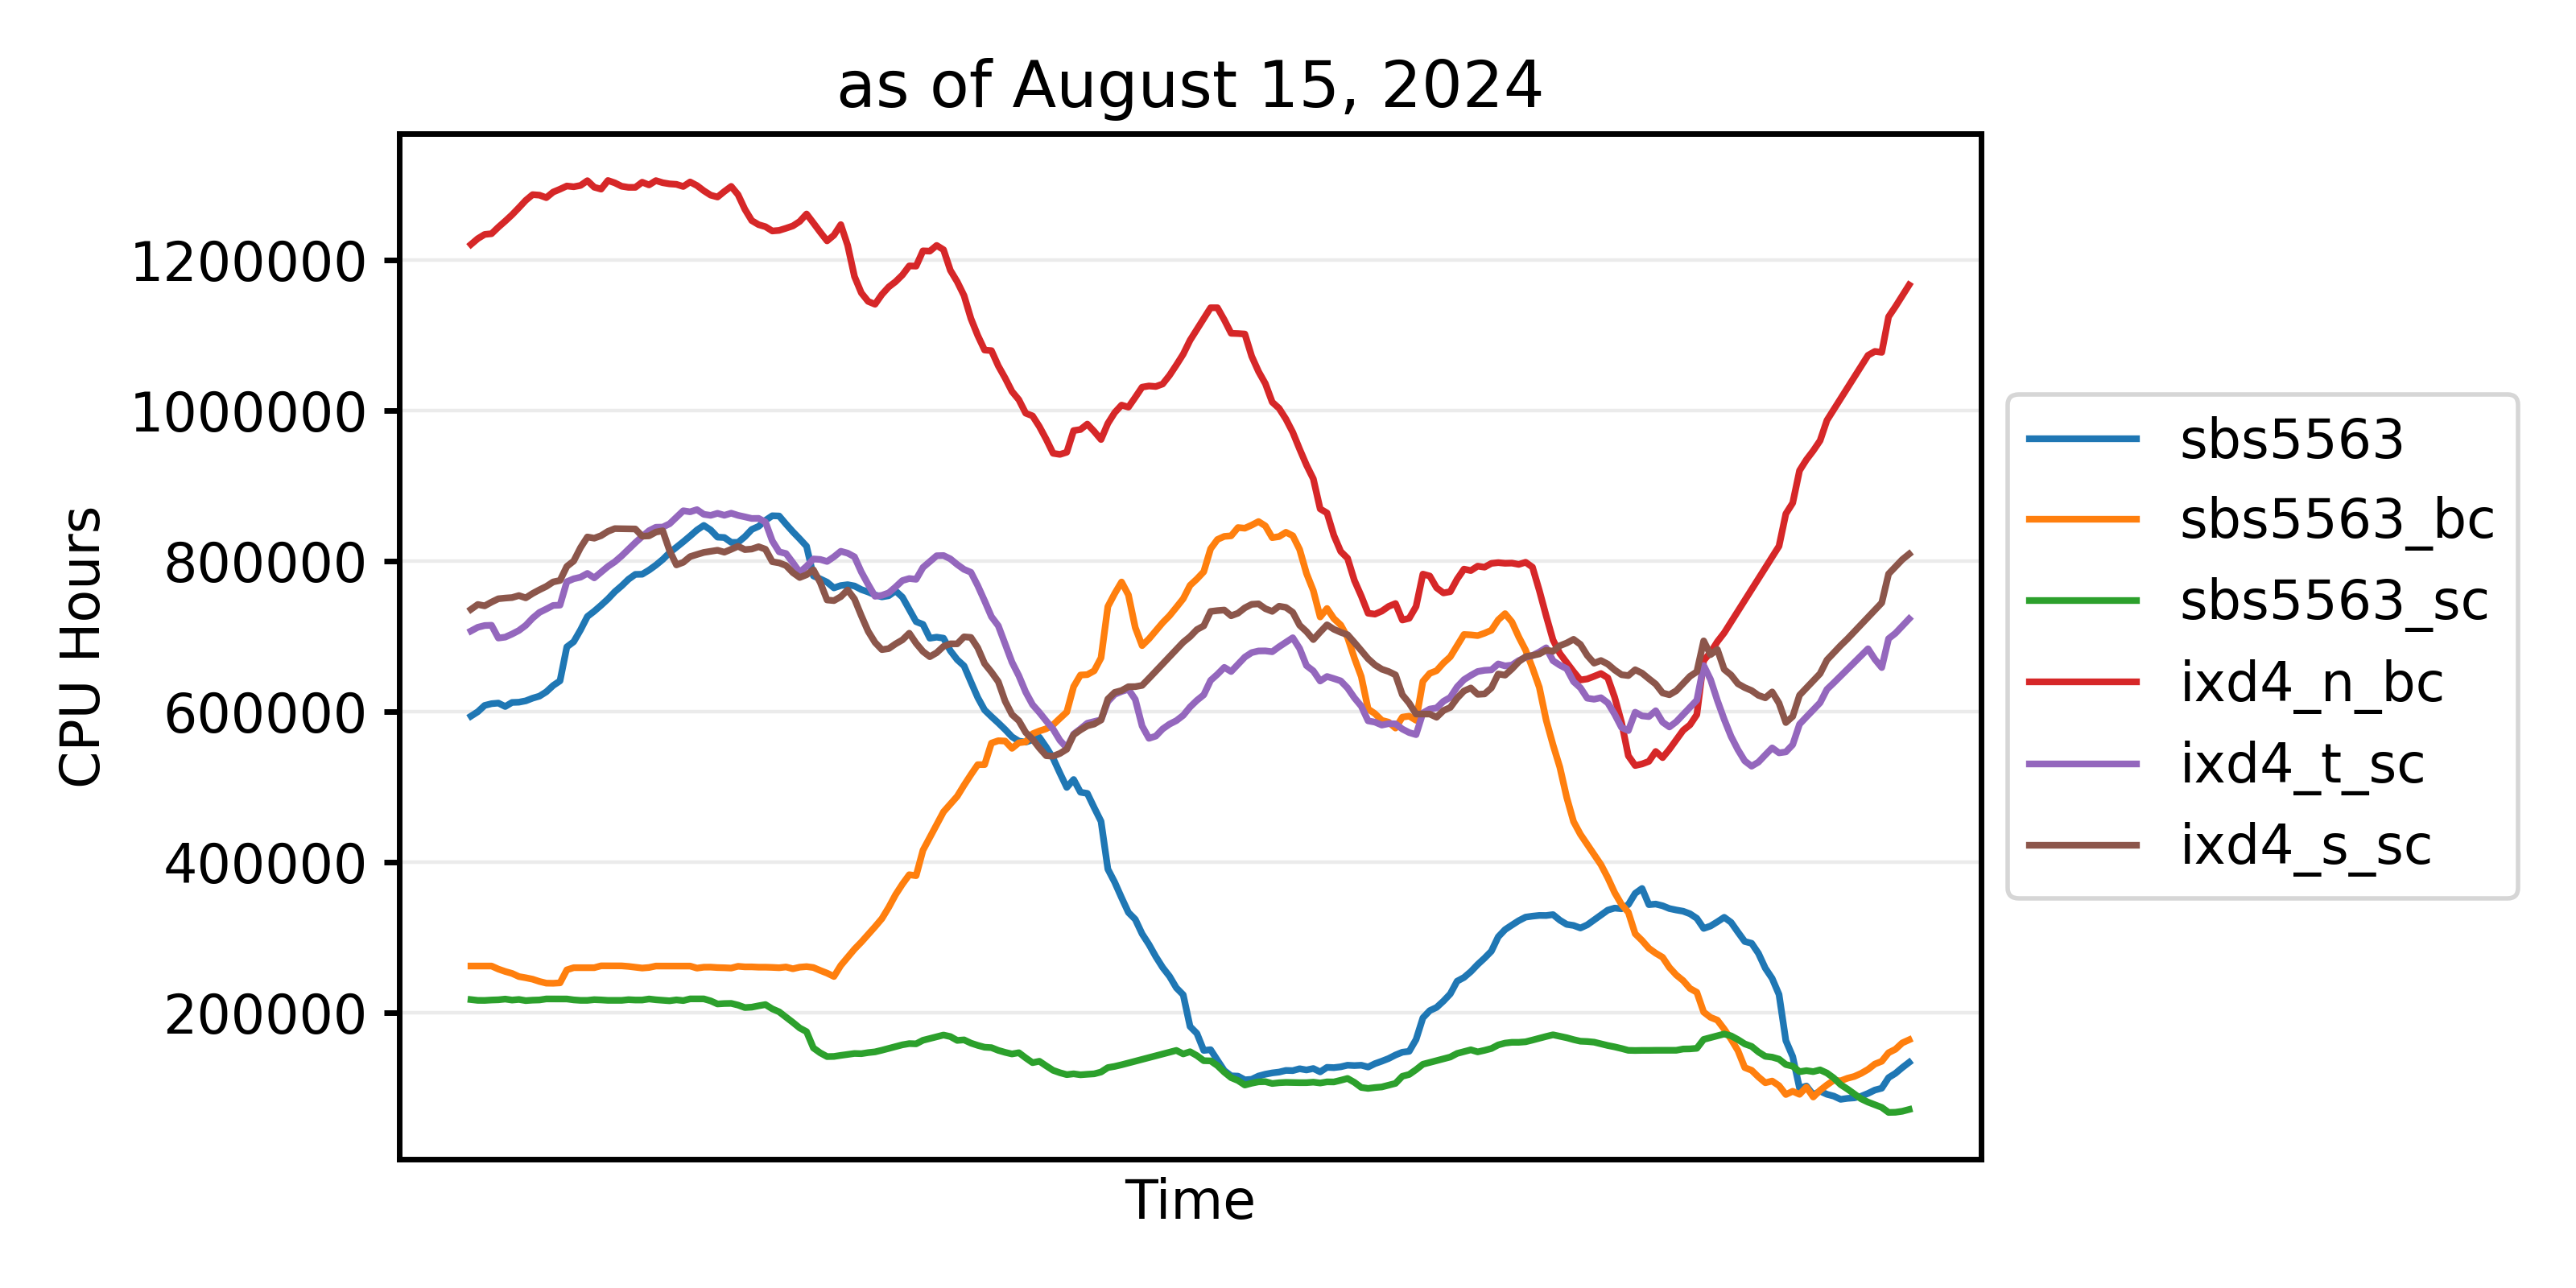 as of August 15, 2024
1200000
1000000
800000
600000
400000
200000
CPU Hours
Time
sbs5563
sbs5563_bc
sbs5563_sc
ixd4_n_bc
ixd4_t_sc
ixd4_s_sc